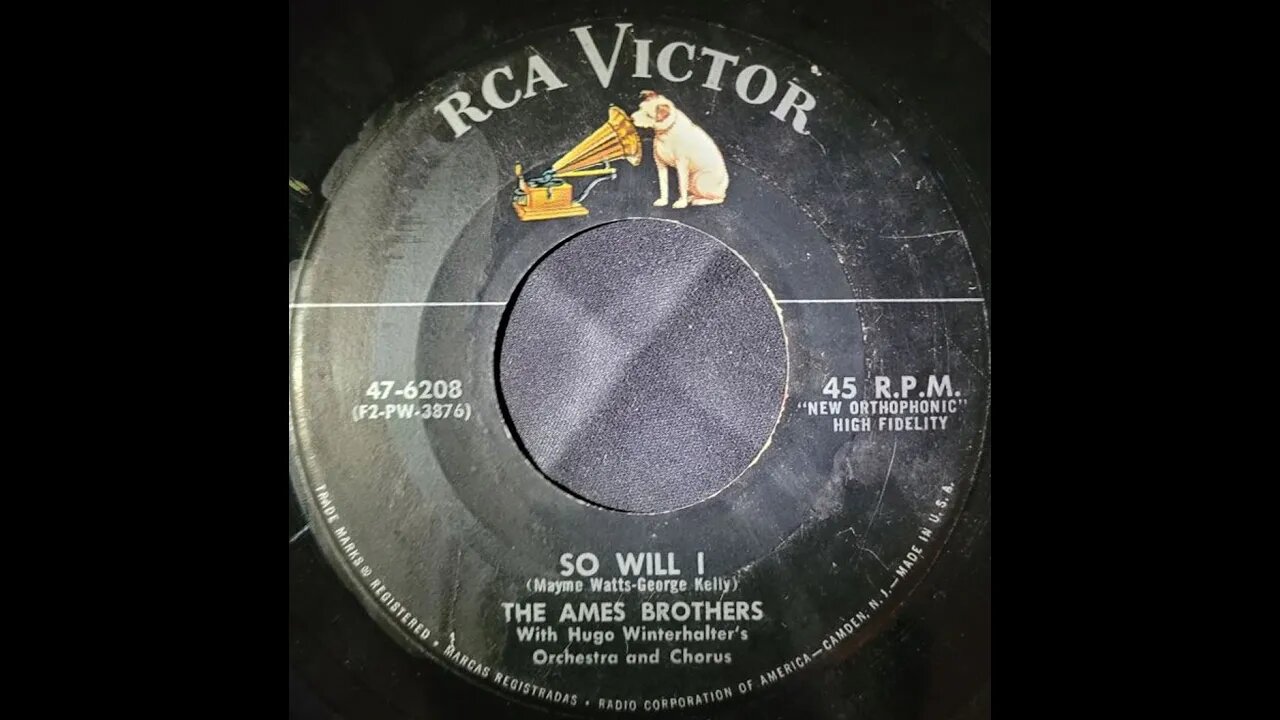 RCA VICTOR
47-6208
(F2-PW-3876)
45 R.P.M.
"NEW ORTHOPHONIC"
HIGH FIDELITY
SO WILL I
(Mayme Watts-George Kelly)
THE AMES BROTHERS
With Hugo Winterhalter's
Orchestra and Chorus
TRADE MARKS ® REGISTERED • MARCAS REGISTRADAS • RADIO CORPORATION OF AMERICA—CAMDEN, N. J.—MADE IN U. S. A.